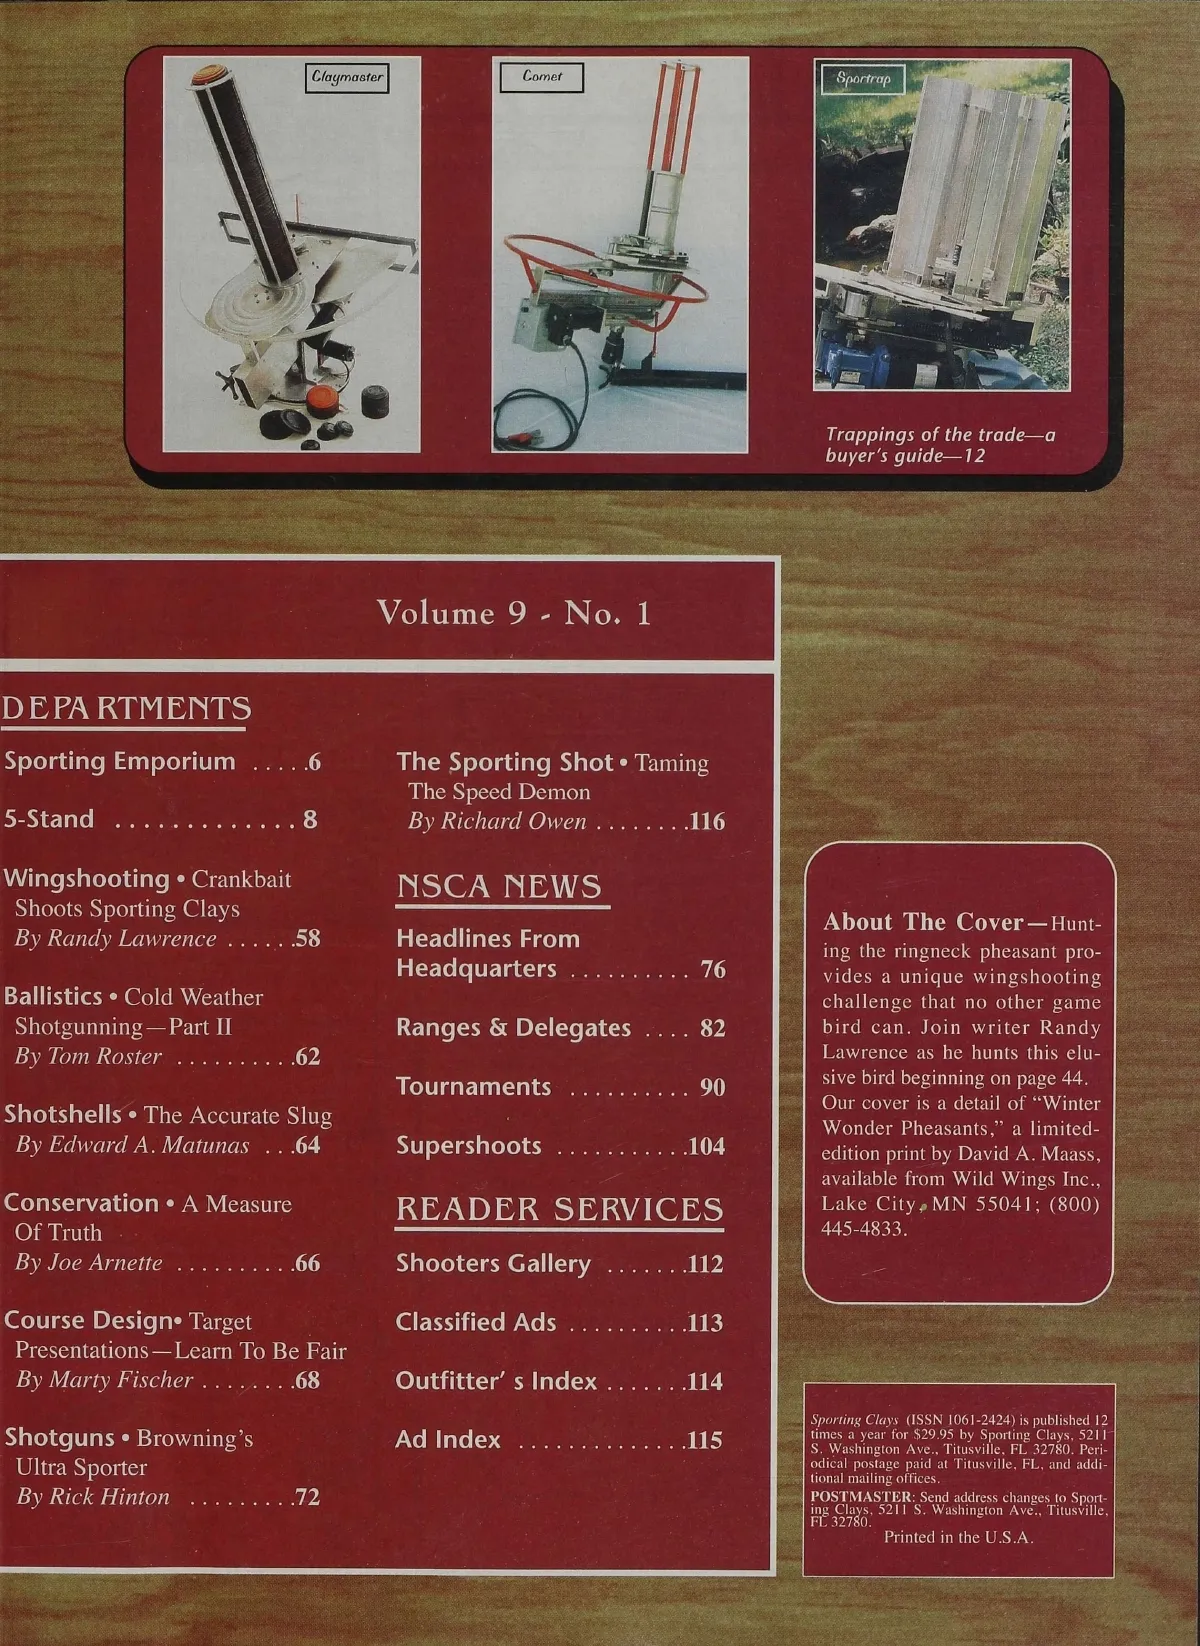 Claymaster
Comet
Sportrap
Trappings of the trade—a
buyer's guide—12
Volume 9 - No. 1
DEPARTMENTS
Sporting Emporium . . . . .6
5-Stand . . . . . . . . . . . . . 8
Wingshooting • Crankbait
Shoots Sporting Clays
By Randy Lawrence . . . . . .58
Ballistics • Cold Weather
Shotgunning—Part II
By Tom Roster . . . . . . . . . .62
Shotshells • The Accurate Slug
By Edward A. Matunas . . .64
Conservation • A Measure
Of Truth
By Joe Arnette . . . . . . . . . .66
Course Design• Target
Presentations—Learn To Be Fair
By Marty Fischer . . . . . . . .68
Shotguns • Browning's
Ultra Sporter
By Rick Hinton . . . . . . . . .72
The Sporting Shot • Taming
The Speed Demon
By Richard Owen . . . . . . . .116
NSCA NEWS
Headlines From
Headquarters . . . . . . . . . . 76
Ranges & Delegates . . . . 82
Tournaments . . . . . . . . . . 90
Supershoots . . . . . . . . . . .104
READER SERVICES
Shooters Gallery . . . . . . .112
Classified Ads . . . . . . . . . .113
Outfitter' s Index . . . . . . .114
Ad Index . . . . . . . . . . . . . .115
About The Cover—Hunt-
ing the ringneck pheasant pro-
vides a unique wingshooting
challenge that no other game
bird can. Join writer Randy
Lawrence as he hunts this elu-
sive bird beginning on page 44.
Our cover is a detail of “Winter
Wonder Pheasants,” a limited-
edition print by David A. Maass,
available from Wild Wings Inc.,
Lake City, MN 55041; (800)
445-4833.
Sporting Clays (ISSN 1061-2424) is published 12
times a year for $29.95 by Sporting Clays, 5211
S. Washington Ave., Titusville, FL 32780. Peri-
odical postage paid at Titusville, FL, and addi-
tional mailing offices.
POSTMASTER: Send address changes to Sport-
ing Clays, 5211 S. Washington Ave., Titusville,
FL 32780.
Printed in the U.S.A.